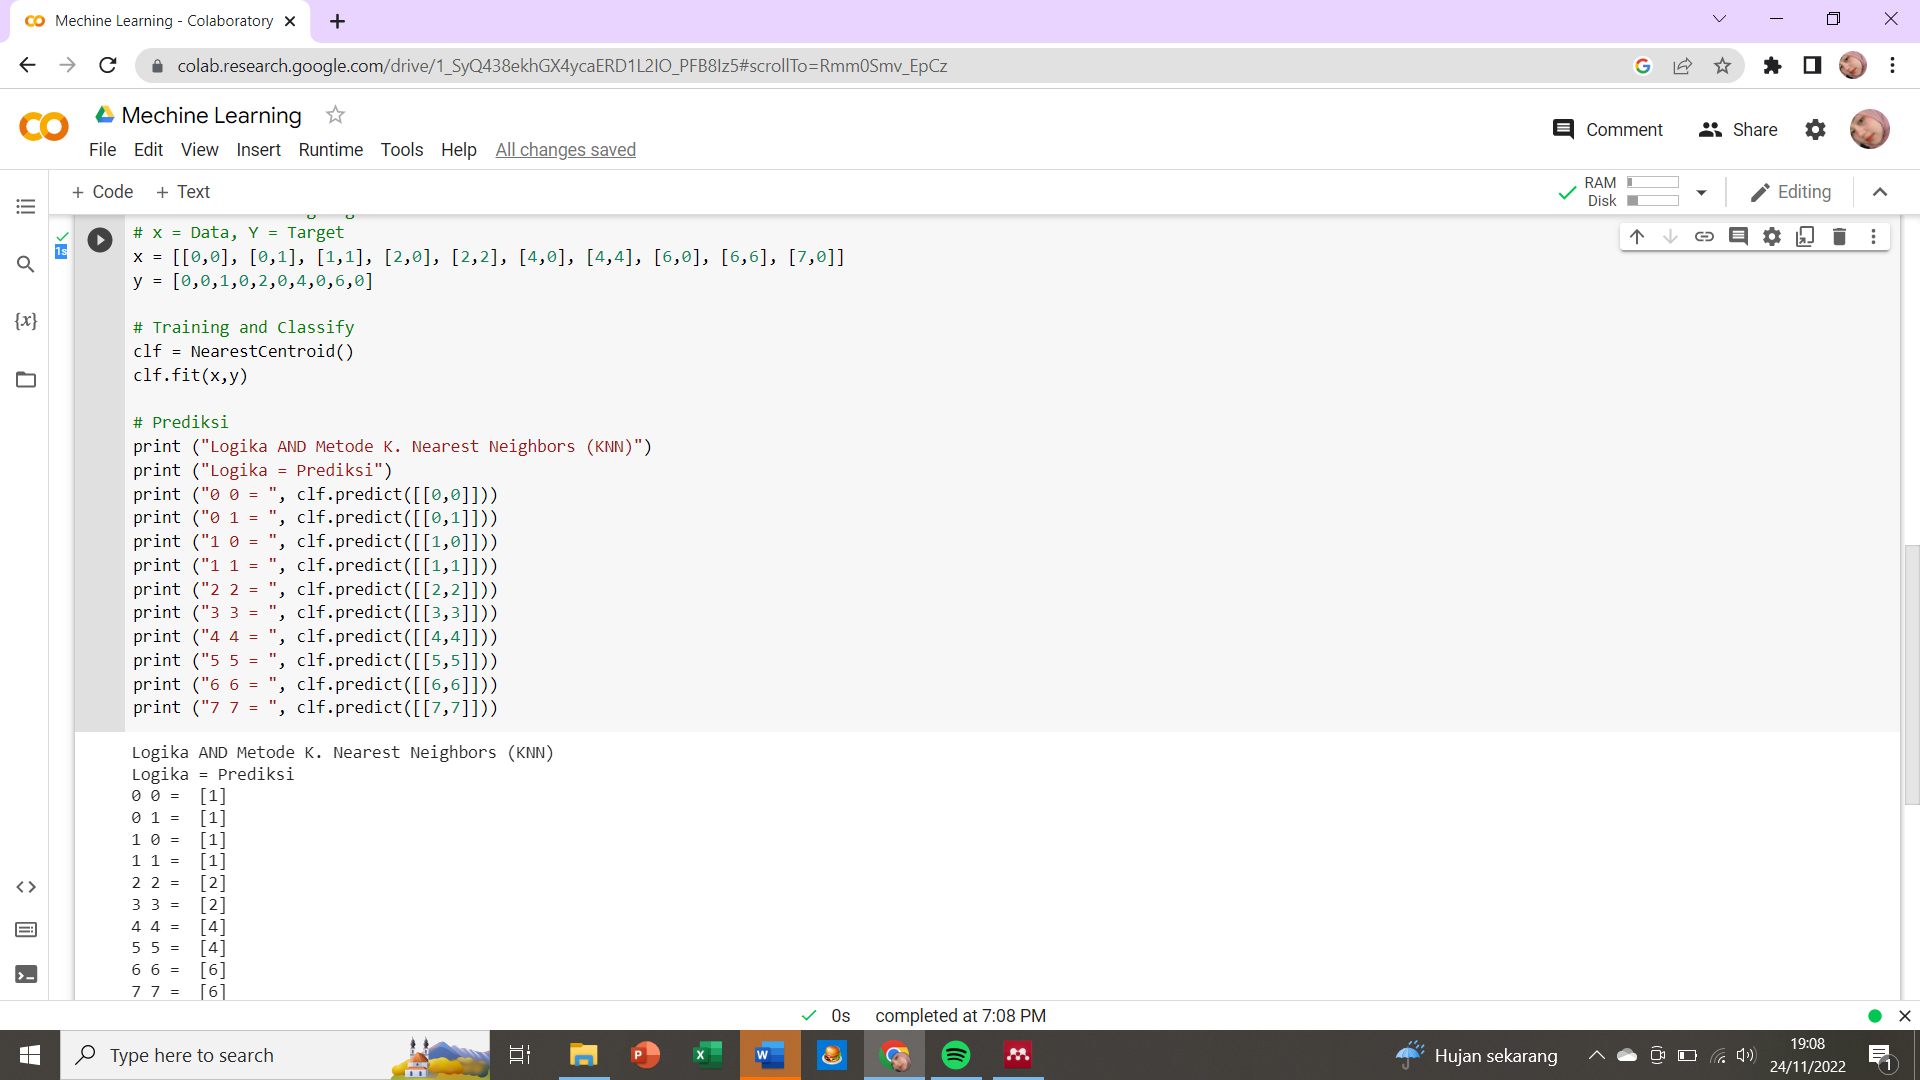 Mechine Learning - Colaboratory
colab.research.google.com/drive/1_SyQ438ekhGX4ycaERD1L2IO_PFB8Iz5#scrollTo=Rmm0Smv_EpCz
Mechine Learning
Comment
Share
File Edit View Insert Runtime Tools Help All changes saved
+ Code + Text
RAM
Disk
Editing
1s
# x = Data, Y = Target
x = [[0,0], [0,1], [1,1], [2,0], [2,2], [4,0], [4,4], [6,0], [6,6], [7,0]]
y = [0,0,1,0,2,0,4,0,6,0]
# Training and Classify
clf = NearestCentroid()
clf.fit(x,y)
# Prediksi
print ("Logika AND Metode K. Nearest Neighbors (KNN)")
print ("Logika = Prediksi")
print ("0 0 = ", clf.predict([[0,0]]))
print ("0 1 = ", clf.predict([[0,1]]))
print ("1 0 = ", clf.predict([[1,0]]))
print ("1 1 = ", clf.predict([[1,1]]))
print ("2 2 = ", clf.predict([[2,2]]))
print ("3 3 = ", clf.predict([[3,3]]))
print ("4 4 = ", clf.predict([[4,4]]))
print ("5 5 = ", clf.predict([[5,5]]))
print ("6 6 = ", clf.predict([[6,6]]))
print ("7 7 = ", clf.predict([[7,7]]))
Logika AND Metode K. Nearest Neighbors (KNN)
Logika = Prediksi
0 0 =  [1]
0 1 =  [1]
1 0 =  [1]
1 1 =  [1]
2 2 =  [2]
3 3 =  [2]
4 4 =  [4]
5 5 =  [4]
6 6 =  [6]
7 7 =  [6]
0s completed at 7:08 PM
Type here to search
Hujan sekarang
19:08
24/11/2022
1